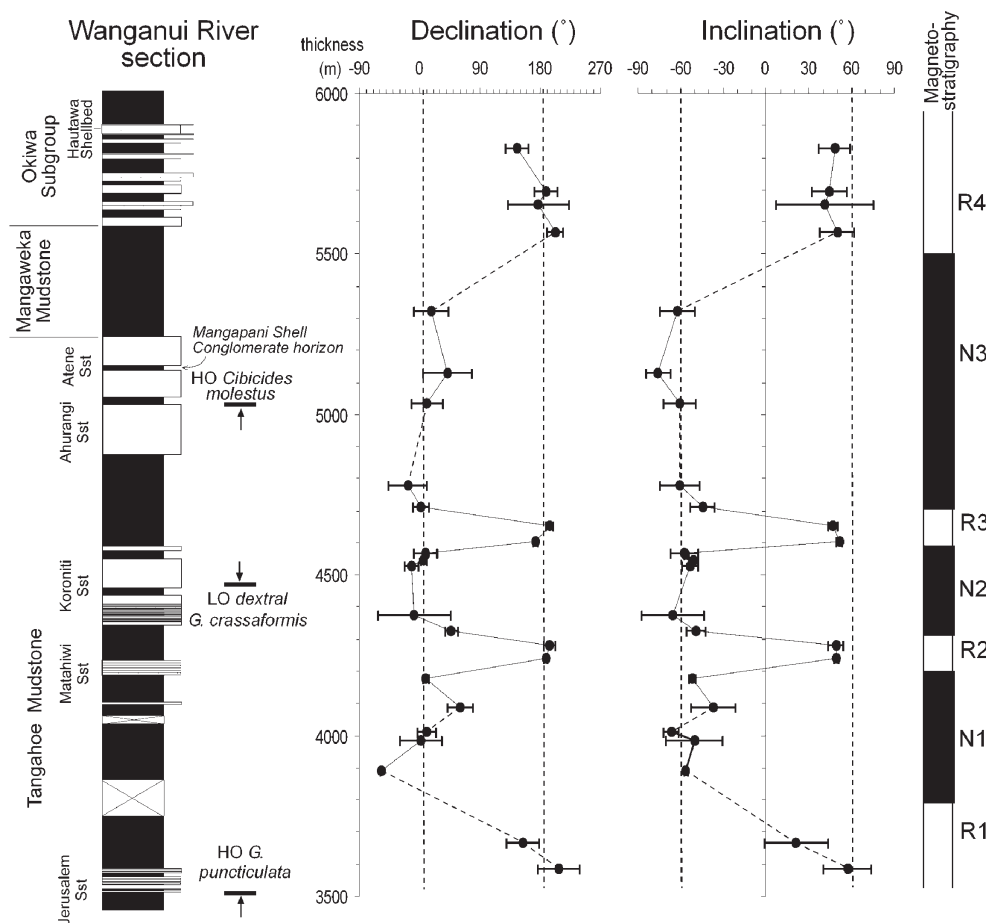 Wanganui River
section
Okiwa
Subgroup
Hautawa
Shellbed
Mangaweka
Mudstone
Atene
Sst
Mangapani Shell
Conglomerate horizon
HO Cibicides
molestus
Ahurangi
Sst
Koroniti
Sst
LO dextral
G. crassaformis
Tangahoe Mudstone
Matahiwi
Sst
HO G.
puncticulata
Jerusalem
Sst
thickness
(m)
Declination (°)
-90 0 90 180 270
6000
5500
5000
4500
4000
3500
Inclination (°)
-90 -60 -30 0 30 60 90
Magneto-
stratigraphy
R4
N3
R3
N2
R2
N1
R1